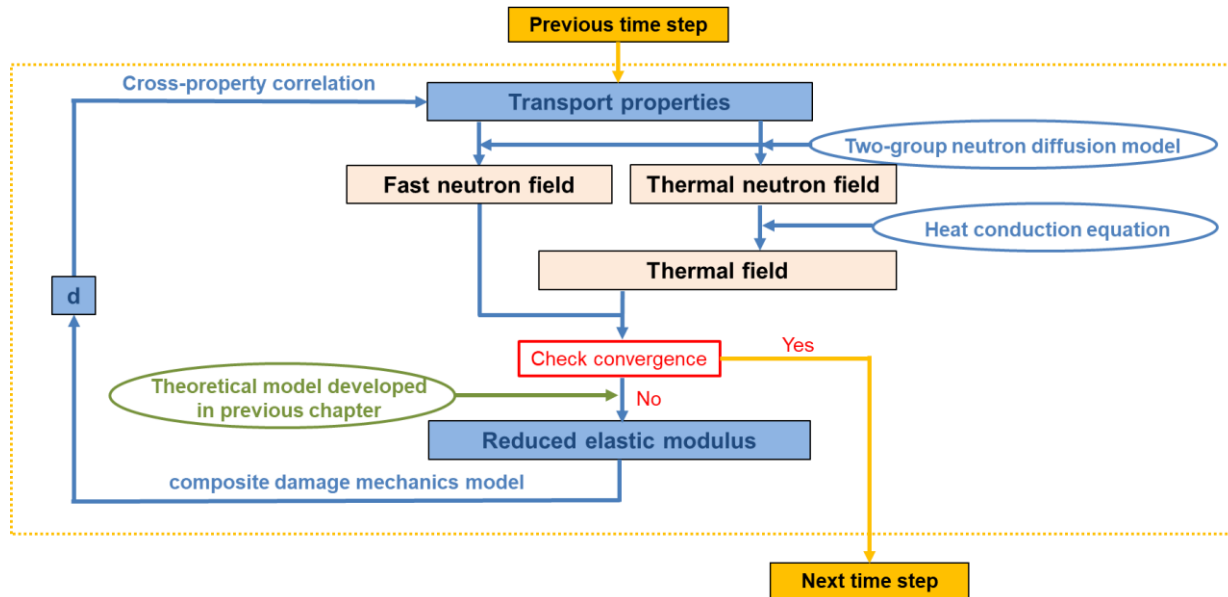 Previous time step
Cross-property correlation
Transport properties
Two-group neutron diffusion model
Fast neutron field
Thermal neutron field
Heat conduction equation
Thermal field
d
Check convergence
Yes
Theoretical model developed
in previous chapter
No
Reduced elastic modulus
composite damage mechanics model
Next time step